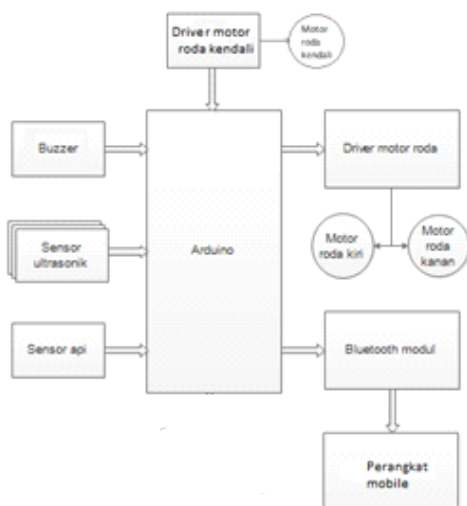 Driver motor
roda kendali
Motor
roda
kendali
Buzzer
Driver motor roda
Sensor
ultrasonik
Arduino
Motor
roda kiri
Motor
roda
kanan
Sensor api
Bluetooth modul
Perangkat
mobile